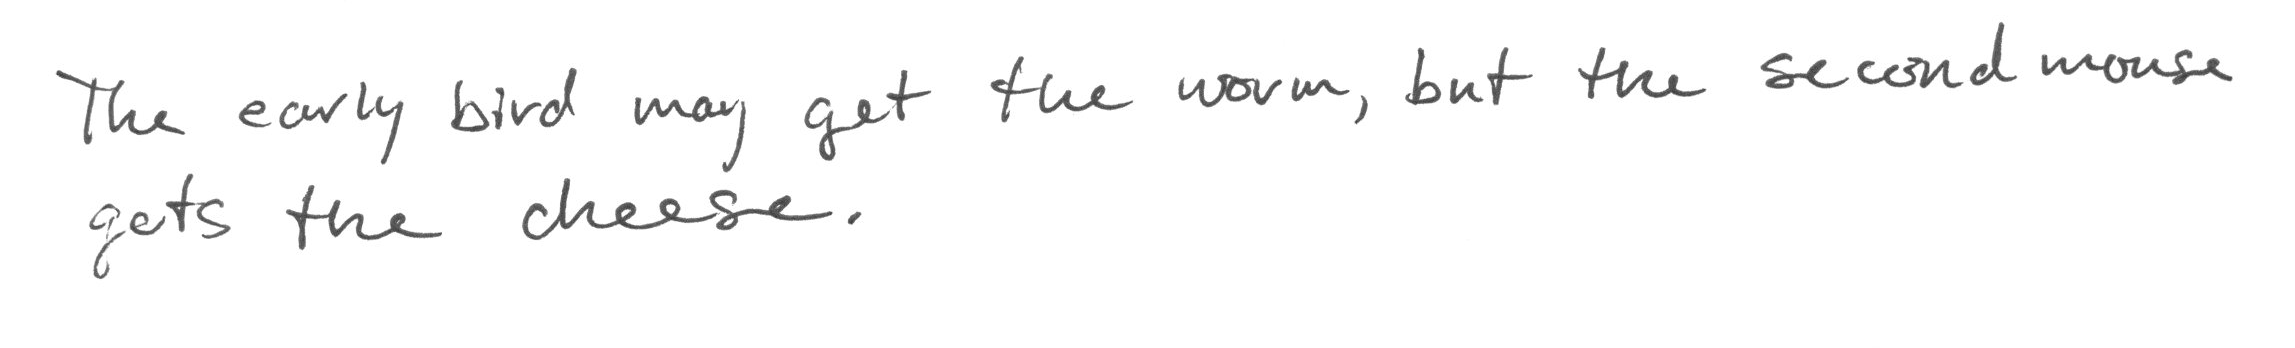 The early bird may get the worm, but the second mouse
gets the cheese.